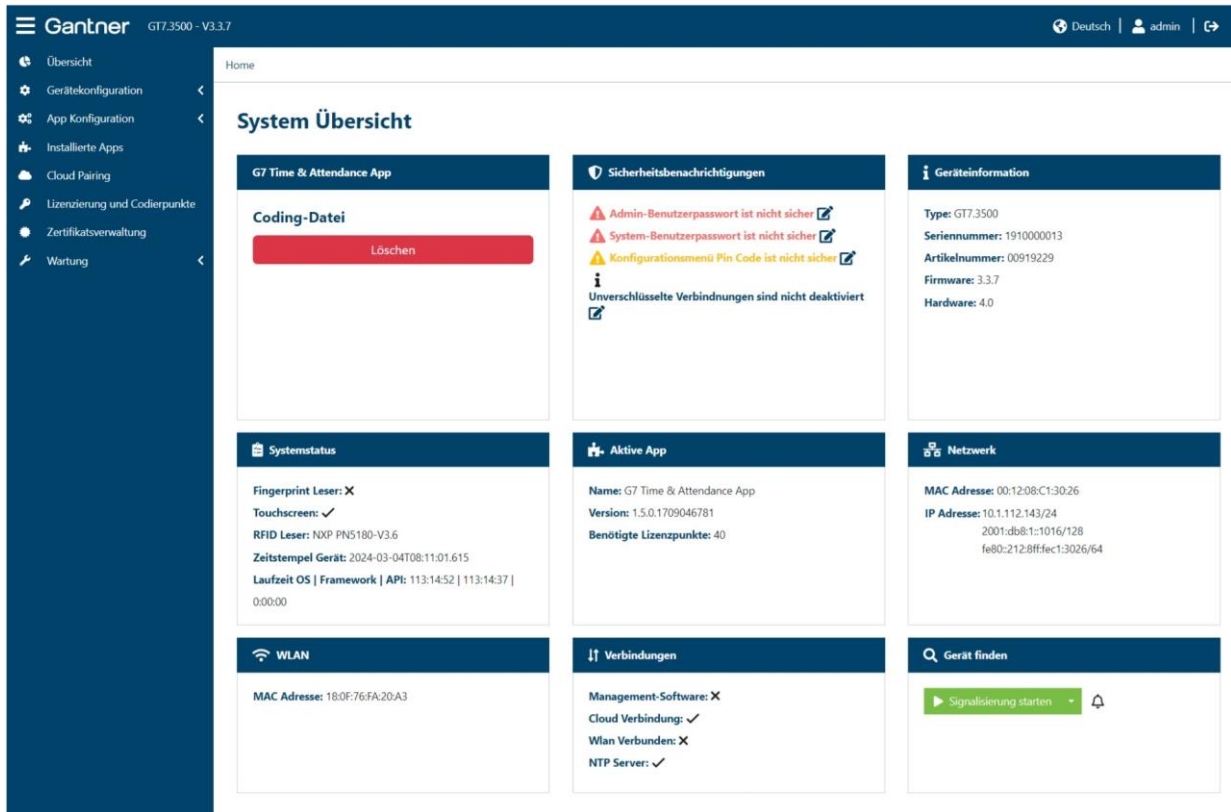 Gantner GT7.3500 - V3.3.7
Deutsch | admin |
Übersicht
Gerätekonfiguration
App Konfiguration
Installierte Apps
Cloud Pairing
Lizenzierung und Codierpunkte
Zertifikatsverwaltung
Wartung
Home
System Übersicht
G7 Time & Attendance App
Coding-Datei
Löschen
Sicherheitsbenachrichtigungen
Admin-Benutzerpasswort ist nicht sicher
System-Benutzerpasswort ist nicht sicher
Konfigurationsmenü Pin Code ist nicht sicher
Unverschlüsselte Verbindnungen sind nicht deaktiviert
Geräteinformation
Type: GT7.3500
Seriennummer: 1910000013
Artikelnummer: 00919229
Firmware: 3.3.7
Hardware: 4.0
Systemstatus
Fingerprint Leser:
Touchscreen:
RFID Leser: NXP PN5180-V3.6
Zeitstempel Gerät: 2024-03-04T08:11:01.615
Laufzeit OS | Framework | API: 113:14:52 | 113:14:37 |
0:00:00
Aktive App
Name: G7 Time & Attendance App
Version: 1.5.0.1709046781
Benötigte Lizenzpunkte: 40
Netzwerk
MAC Adresse: 00:12:08:C1:30:26
IP Adresse: 10.1.112.143/24
2001:db8:1::1016/128
fe80::212:8ff:fec1:3026/64
WLAN
MAC Adresse: 18:0F:76:FA:20:A3
Verbindungen
Management-Software:
Cloud Verbindung:
Wlan Verbunden:
NTP Server:
Gerät finden
Signalisierung starten